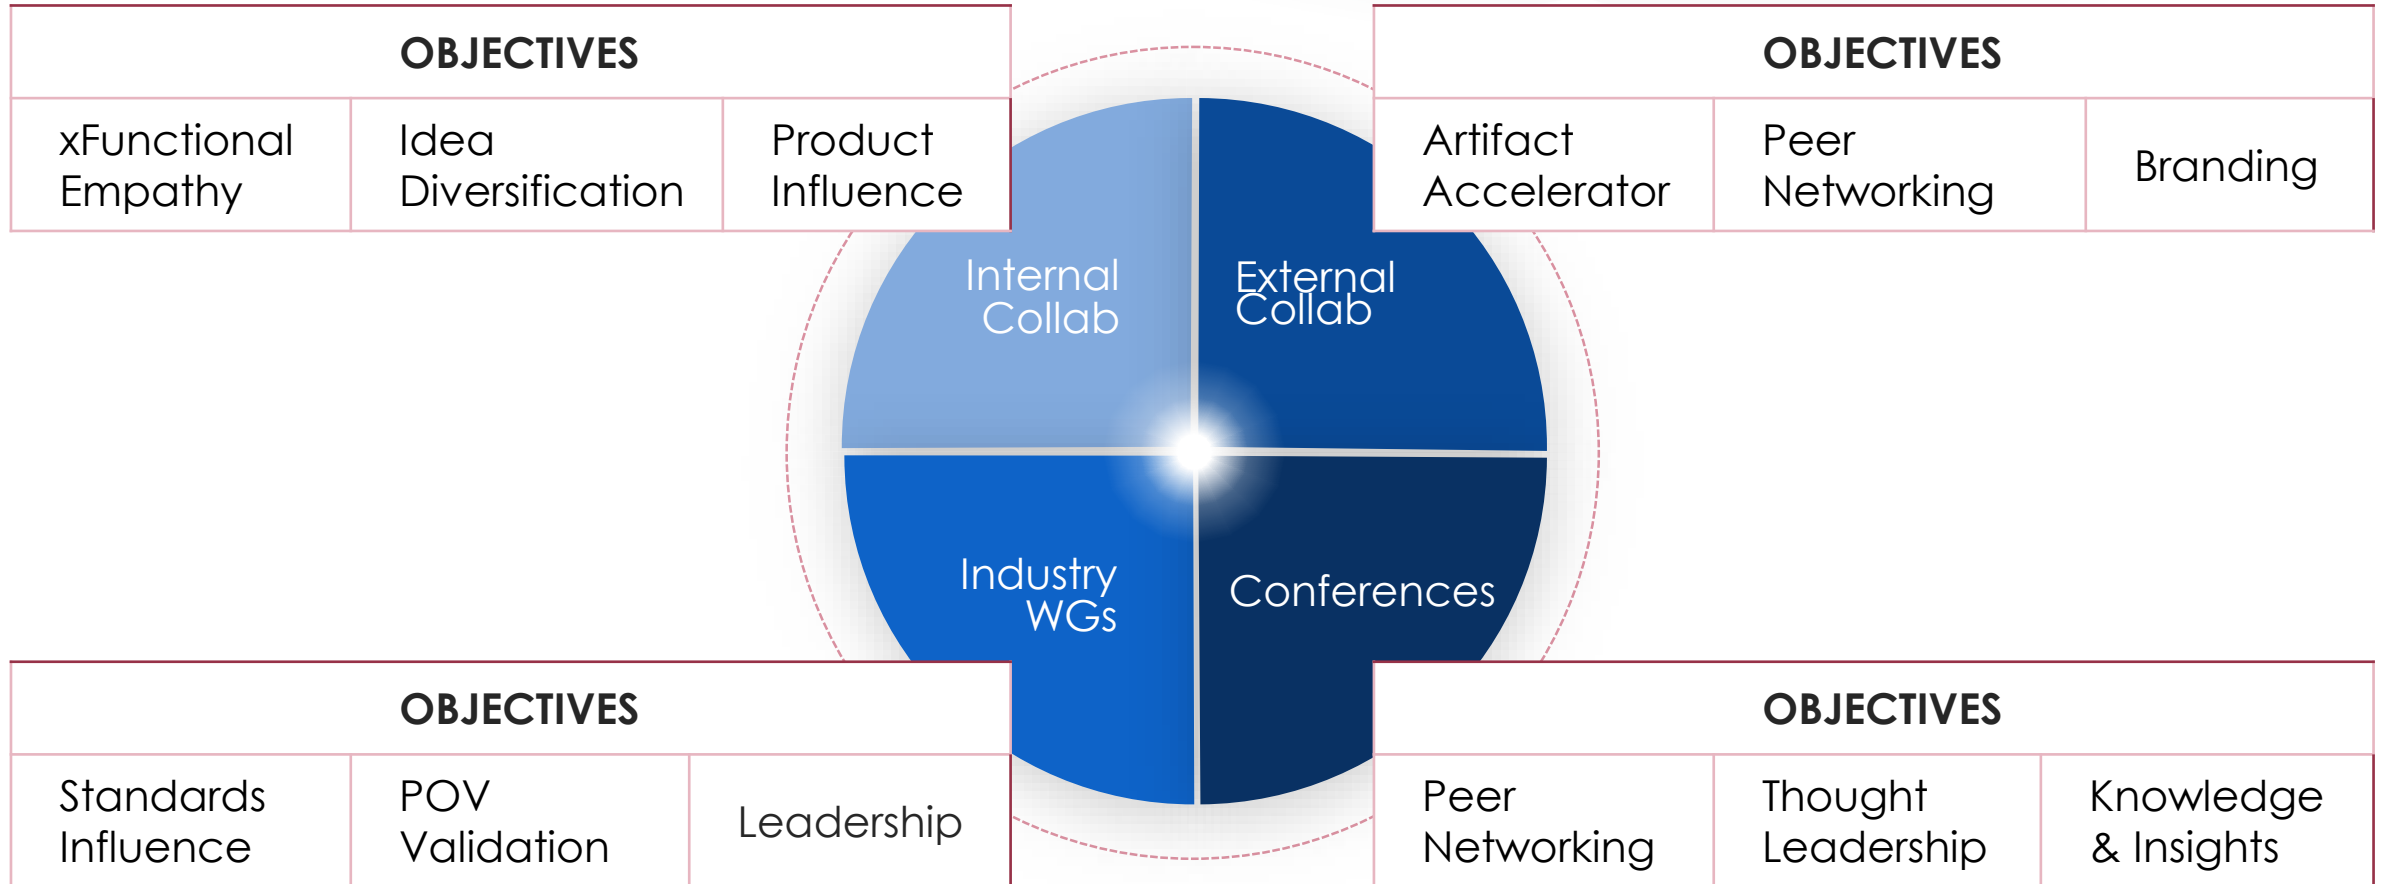 OBJECTIVES
xFunctional
Empathy
Idea
Diversification
Product
Influence
OBJECTIVES
Artifact
Accelerator
Peer
Networking
Branding
Internal
Collab
External
Collab
Industry
WGs
Conferences
OBJECTIVES
Standards
Influence
POV
Validation
Leadership
OBJECTIVES
Peer
Networking
Thought
Leadership
Knowledge
& Insights